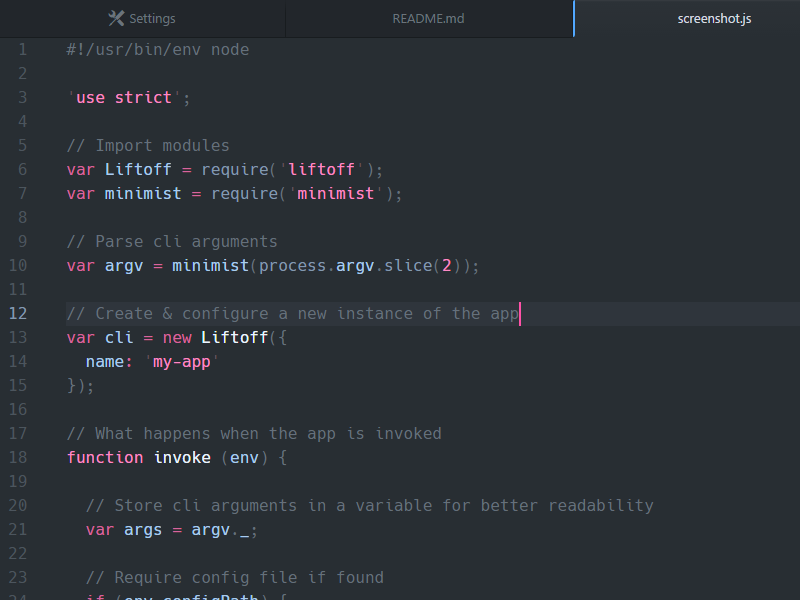 Settings
README.md
screenshot.js
1 #!/usr/bin/env node
2
3 'use strict';
4
5 // Import modules
6 var Liftoff = require('liftoff');
7 var minimist = require('minimist');
8
9 // Parse cli arguments
10 var argv = minimist(process.argv.slice(2));
11
12 // Create & configure a new instance of the app
13 var cli = new Liftoff({
14   name: 'my-app'
15 });
16
17 // What happens when the app is invoked
18 function invoke (env) {
19
20   // Store cli arguments in a variable for better readability
21   var args = argv._;
22
23   // Require config file if found
24   if (env.configPath) {